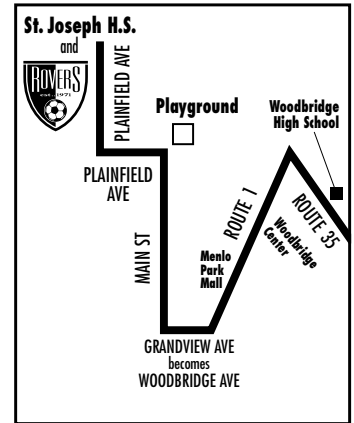 St. Joseph H.S.
and
ROVERS
EST. 1971
PLAINFIELD AVE
Playground
Woodbridge
High School
PLAINFIELD
AVE
MAIN ST
ROUTE 1
ROUTE 35
Woodbridge
Center
Menlo
Park
Mall
GRANDVIEW AVE
becomes
WOODBRIDGE AVE